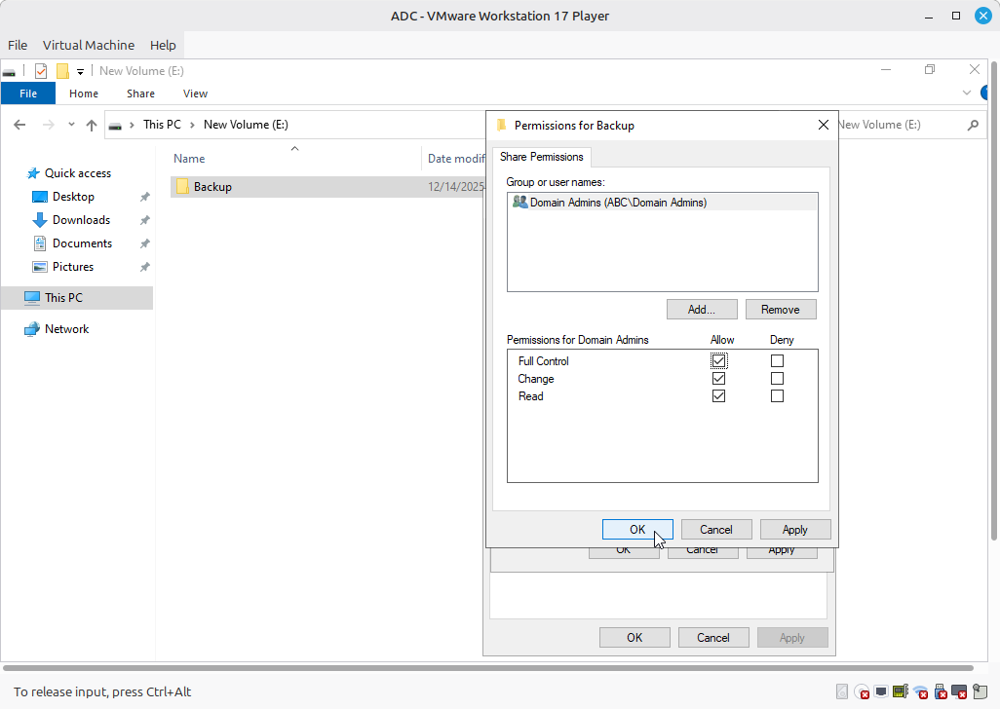 ADC - VMware Workstation 17 Player
File Virtual Machine Help
New Volume (E:)
File Home Share View
This PC New Volume (E:)
New Volume (E:)
Permissions for Backup
Share Permissions
Name Date modif
Group or user names:
Quick access
Backup 12/14/2025
Desktop
Domain Admins (ABC\Domain Admins)
Downloads
Documents
Pictures
This PC
Add... Remove
Network
Permissions for Domain Admins Allow Deny
Full Control
Change
Read
OK Cancel Apply
OK Cancel Apply
OK Cancel Apply
To release input, press Ctrl+Alt